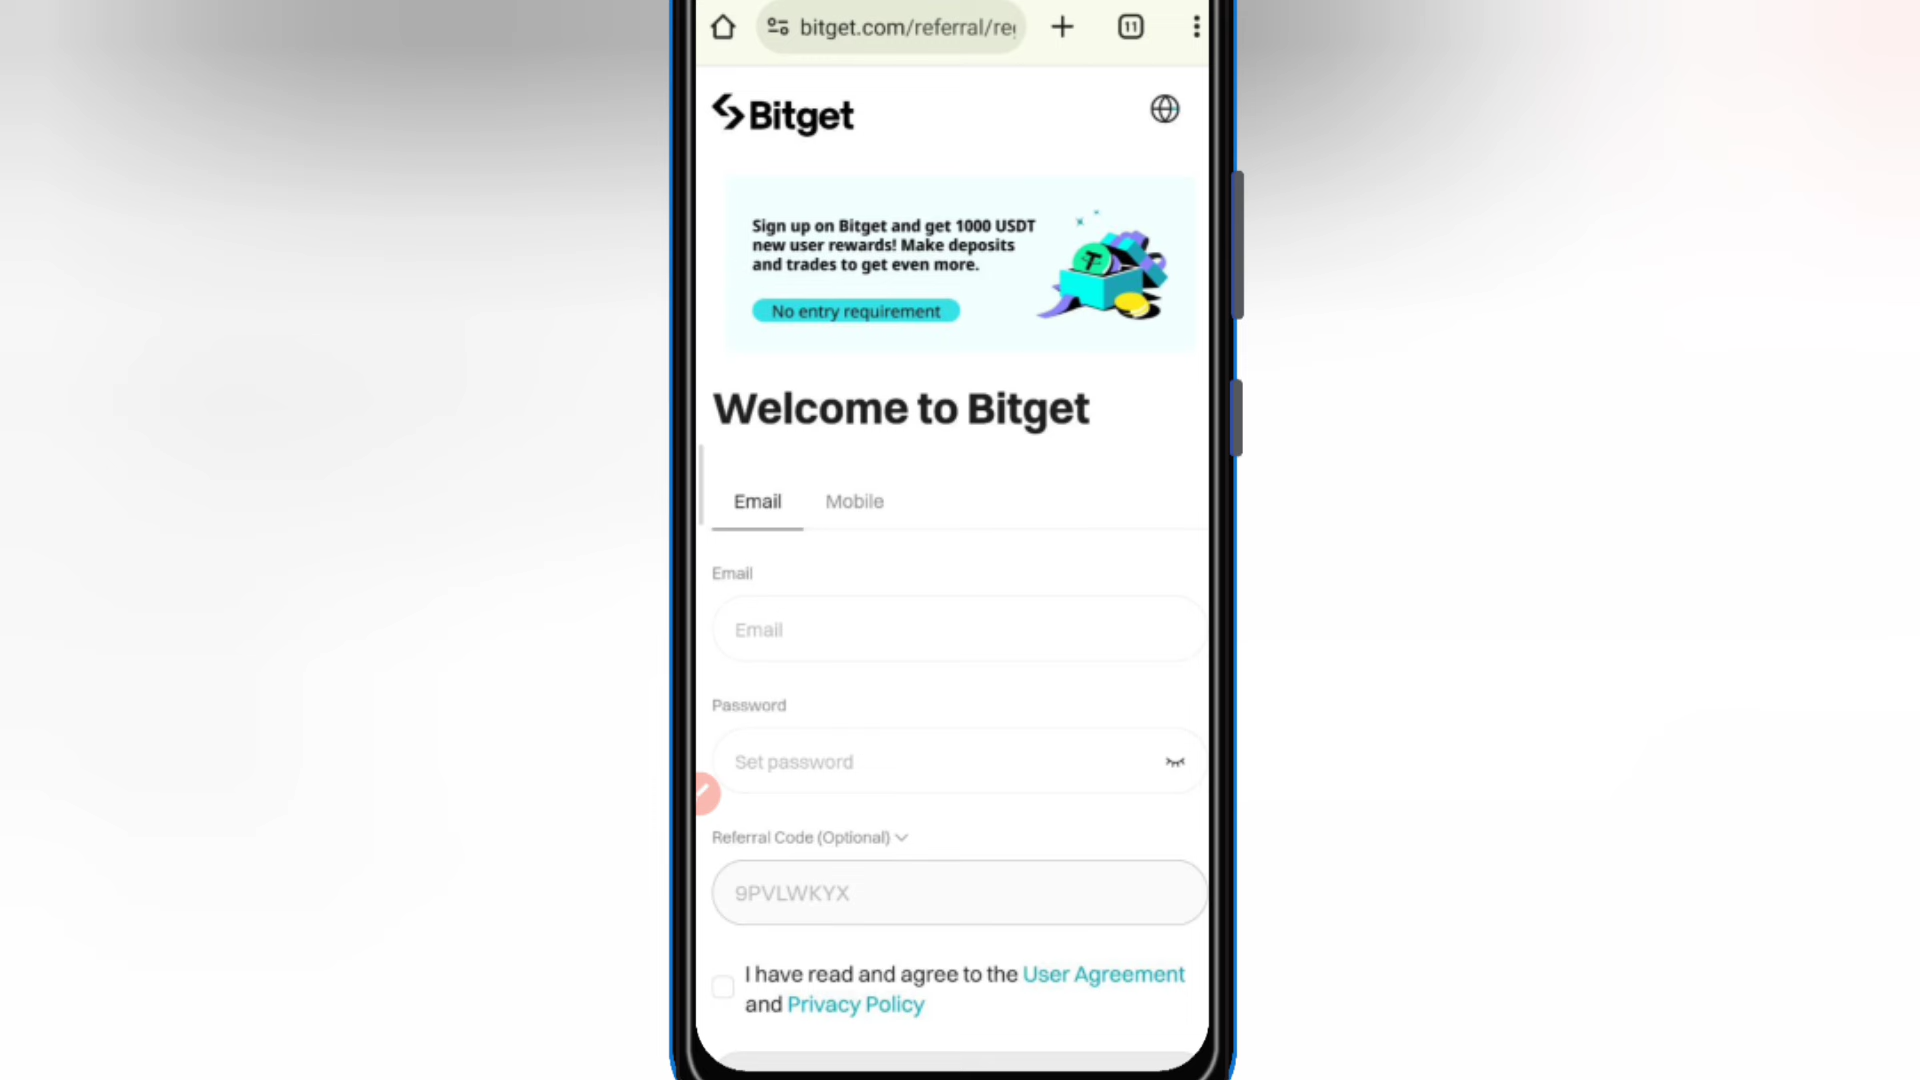 bitget.com/referral/re
11
Bitget
Sign up on Bitget and get 1000 USDT
new user rewards! Make deposits
and trades to get even more.
No entry requirement
Welcome to Bitget
Email Mobile
Email
Email
Password
Set password
Referral Code (Optional)
9PVLWKYX
I have read and agree to the User Agreement
and Privacy Policy